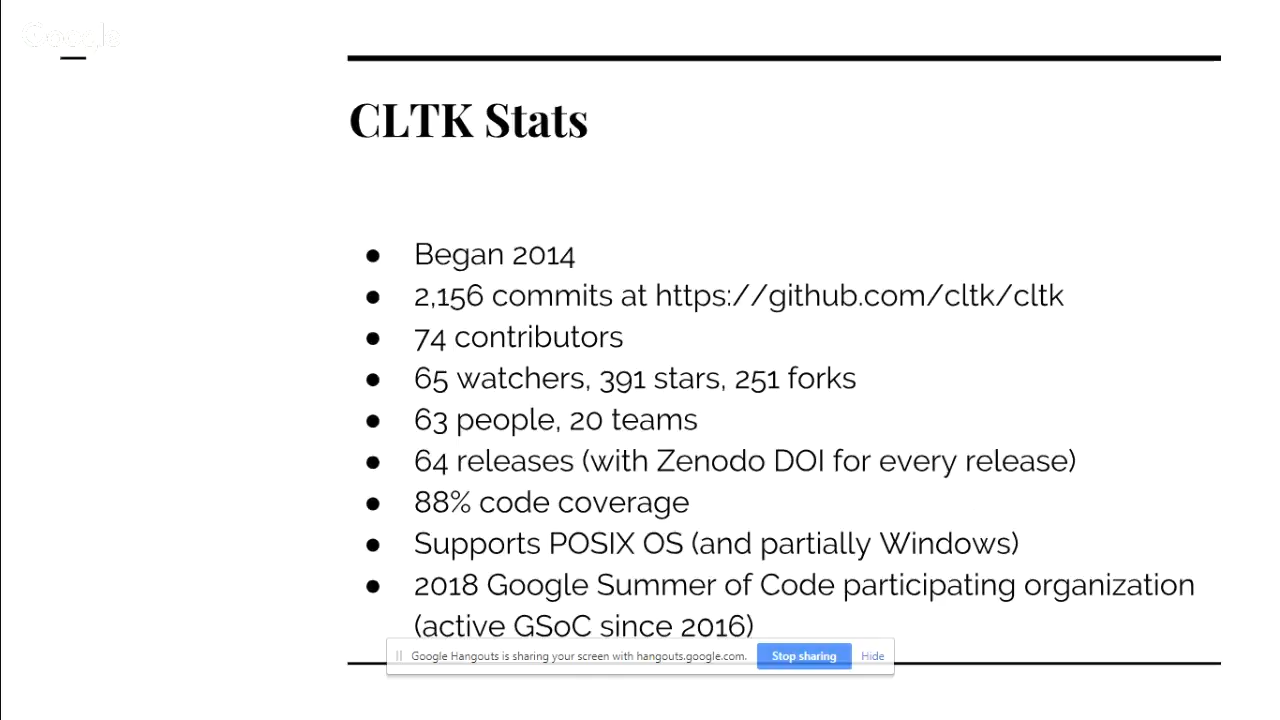 Google
CLTK Stats
● Began 2014
● 2,156 commits at https://github.com/cltk/cltk
● 74 contributors
● 65 watchers, 391 stars, 251 forks
● 63 people, 20 teams
● 64 releases (with Zenodo DOI for every release)
● 88% code coverage
● Supports POSIX OS (and partially Windows)
● 2018 Google Summer of Code participating organization
(active GSoC since 2016)
Google Hangouts is sharing your screen with hangouts.google.com. Stop sharing Hide